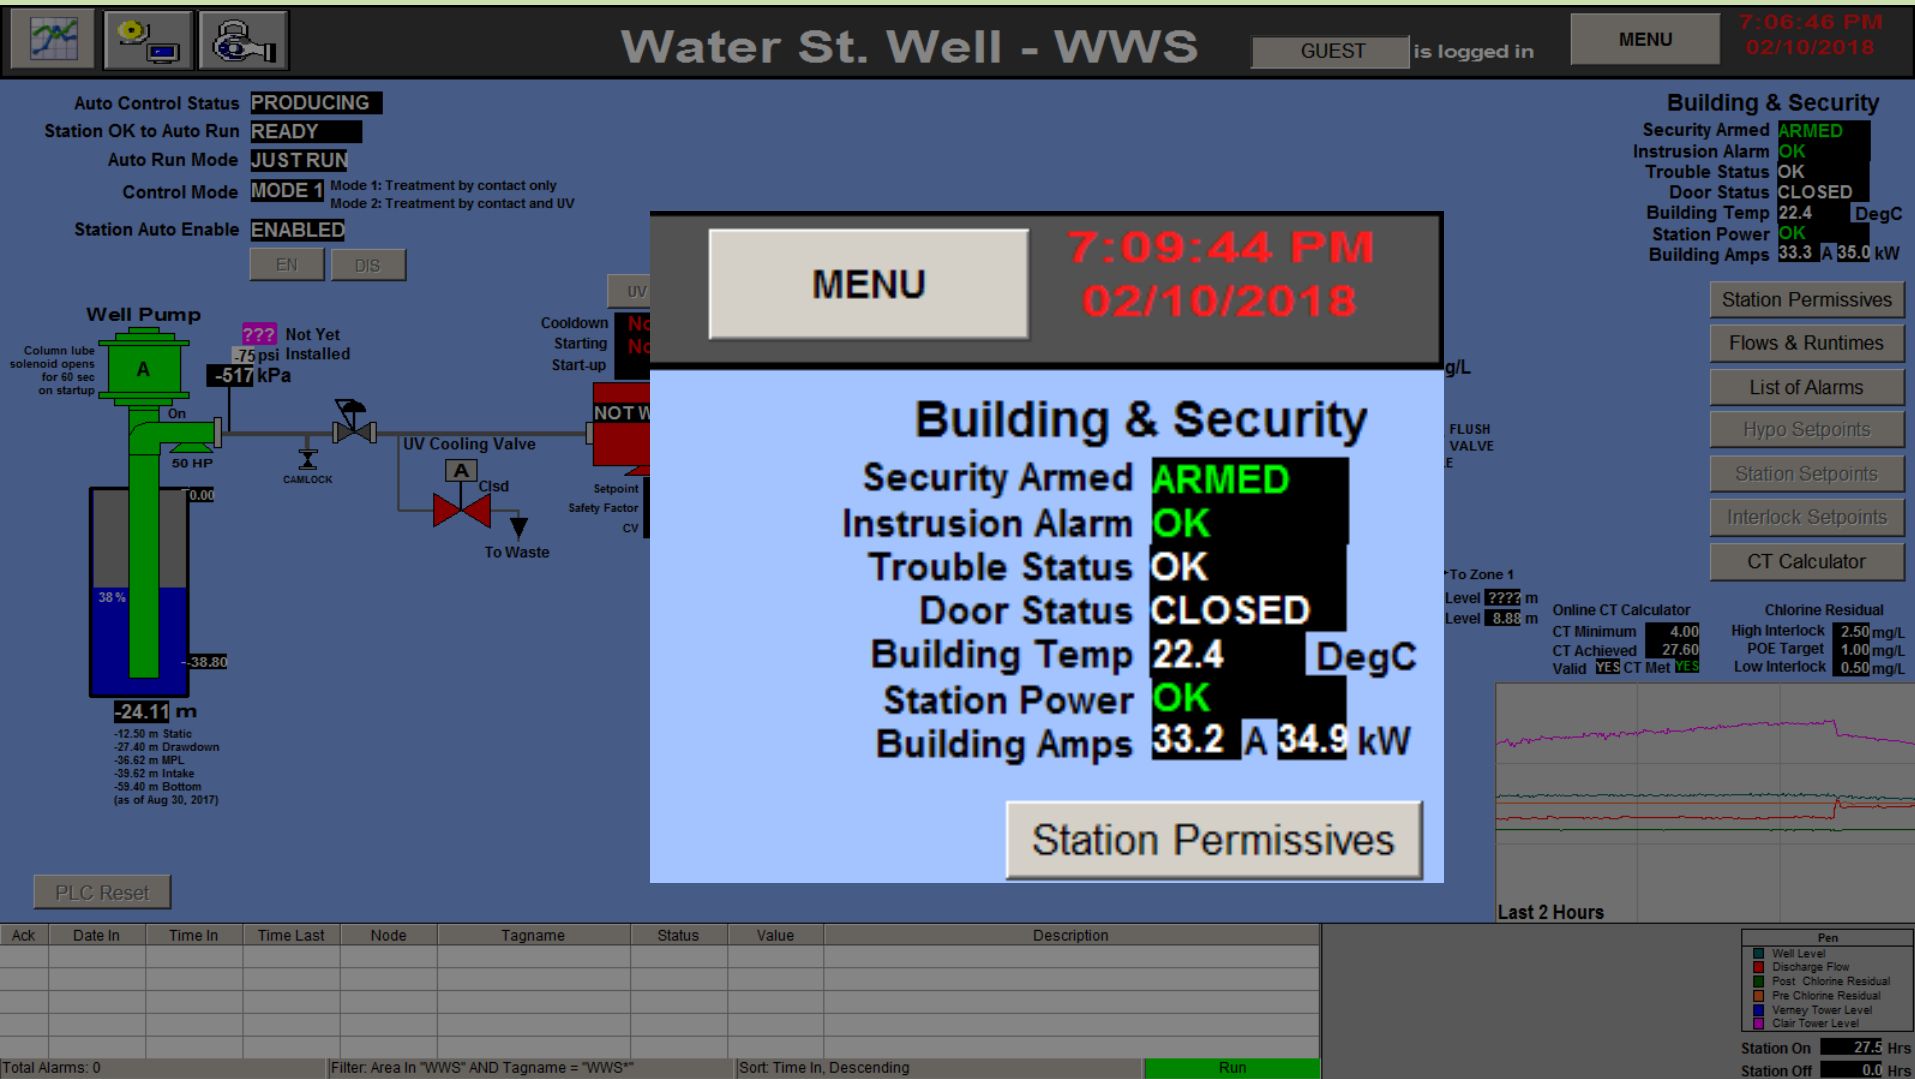 Water St. Well - WWS
GUEST is logged in
MENU
7:06:46 PM
02/10/2018
Auto Control Status PRODUCING
Station OK to Auto Run READY
Auto Run Mode JUST RUN
Control Mode MODE 1
Mode 1: Treatment by contact only
Mode 2: Treatment by contact and UV
Station Auto Enable ENABLED
EN DIS
Building & Security
Security Armed ARMED
Instrusion Alarm OK
Trouble Status OK
Door Status CLOSED
Building Temp 22.4 DegC
Station Power OK
Building Amps 33.3 A 35.0 kW
Station Permissives
Flows & Runtimes
List of Alarms
Hypo Setpoints
Station Setpoints
Interlock Setpoints
CT Calculator
Well Pump
Column lube
solenoid opens
for 60 sec
on startup
A
On
50 HP
??? Not Yet
-75 psi Installed
-517 kPa
CAMLOCK
UV Cooling Valve
A
Clsd
To Waste
UV
Cooldown
Starting
Start-up
Setpoint
Safety Factor
CV
0.00
38 %
-38.80
-24.11 m
-12.50 m Static
-27.40 m Drawdown
-36.62 m MPL
-39.62 m Intake
-59.40 m Bottom
(as of Aug 30, 2017)
PLC Reset
MENU
7:09:44 PM
02/10/2018
Building & Security
Security Armed ARMED
Instrusion Alarm OK
Trouble Status OK
Door Status CLOSED
Building Temp 22.4 DegC
Station Power OK
Building Amps 33.2 A 34.9 kW
Station Permissives
g/L
FLUSH
VALVE
To Zone 1
Level ???? m
Level 8.88 m
Online CT Calculator
CT Minimum 4.00
CT Achieved 27.60
Valid YES CT Met YES
Chlorine Residual
High Interlock 2.50 mg/L
POE Target 1.00 mg/L
Low Interlock 0.50 mg/L
Last 2 Hours
Ack Date In Time In Time Last Node Tagname Status Value Description
Total Alarms: 0 Filter: Area In "WWS" AND Tagname = "WWS*" Sort: Time In, Descending Run
Pen
Well Level
Discharge Flow
Post Chlorine Residual
Pre Chlorine Residual
Verney Tower Level
Clair Tower Level
Station On 27.5 Hrs
Station Off 0.0 Hrs